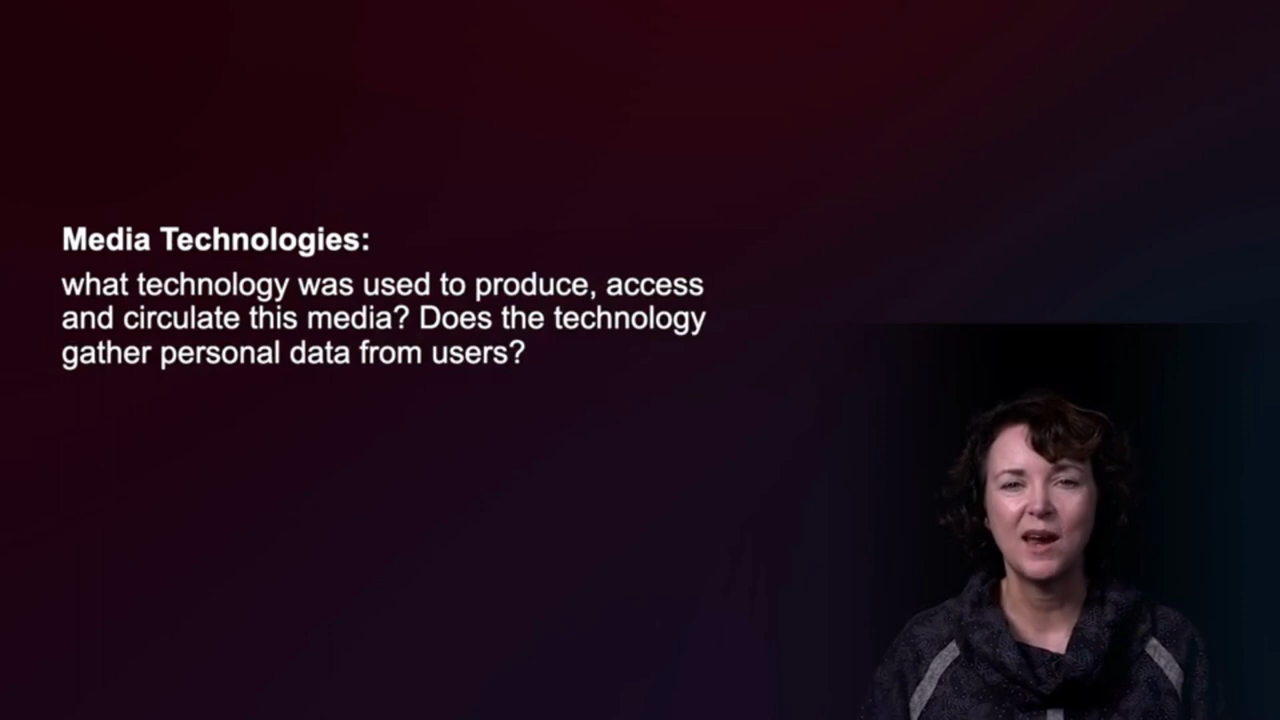 Media Technologies:
what technology was used to produce, access
and circulate this media? Does the technology
gather personal data from users?